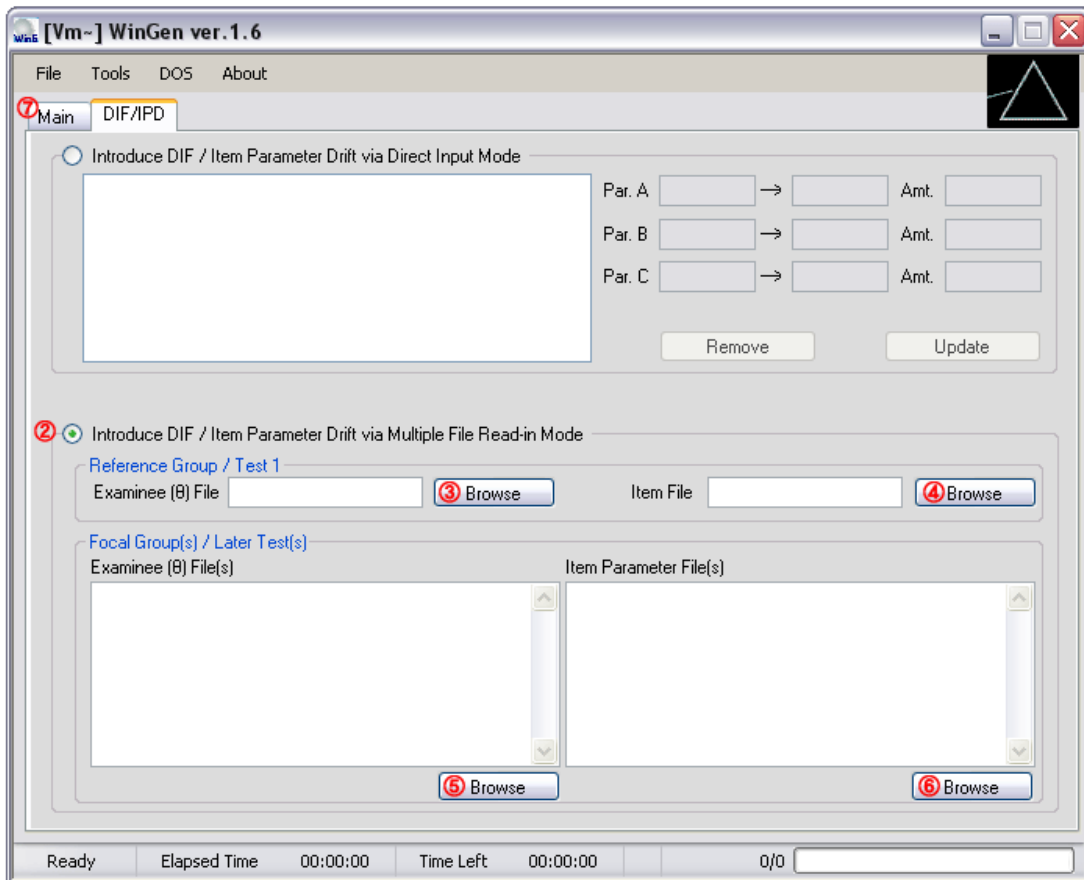 [Vm~] WinGen ver.1.6
File Tools DOS About
⑦ Main DIF/IPD
Introduce DIF / Item Parameter Drift via Direct Input Mode
Par. A → Amt.
Par. B → Amt.
Par. C → Amt.
Remove Update
② Introduce DIF / Item Parameter Drift via Multiple File Read-in Mode
Reference Group / Test 1
Examinee (θ) File ③ Browse Item File ④ Browse
Focal Group(s) / Later Test(s)
Examinee (θ) File(s) Item Parameter File(s)
⑤ Browse ⑥ Browse
Ready Elapsed Time 00:00:00 Time Left 00:00:00 0/0